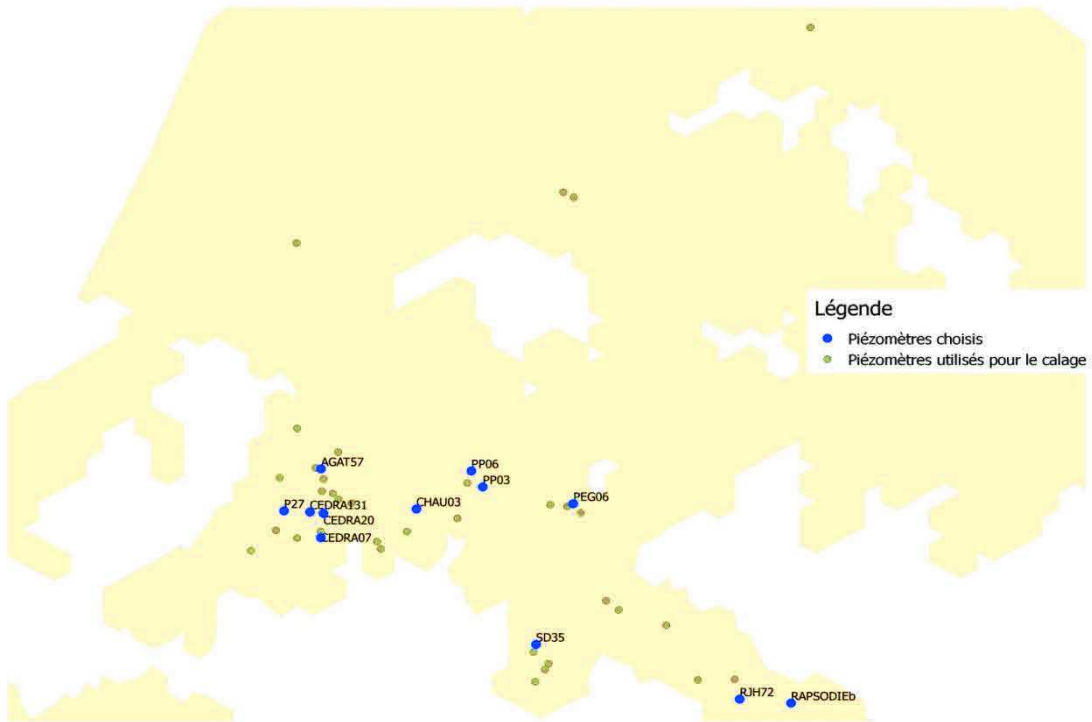 Légende
Piézomètres choisis
Piézomètres utilisés pour le calage
AGAT57
PP06
PP03
PEG06
P27
CEDRA131
CHAU03
CEDRA20
CEDRA07
SD35
RJH72
RAPSODIEb